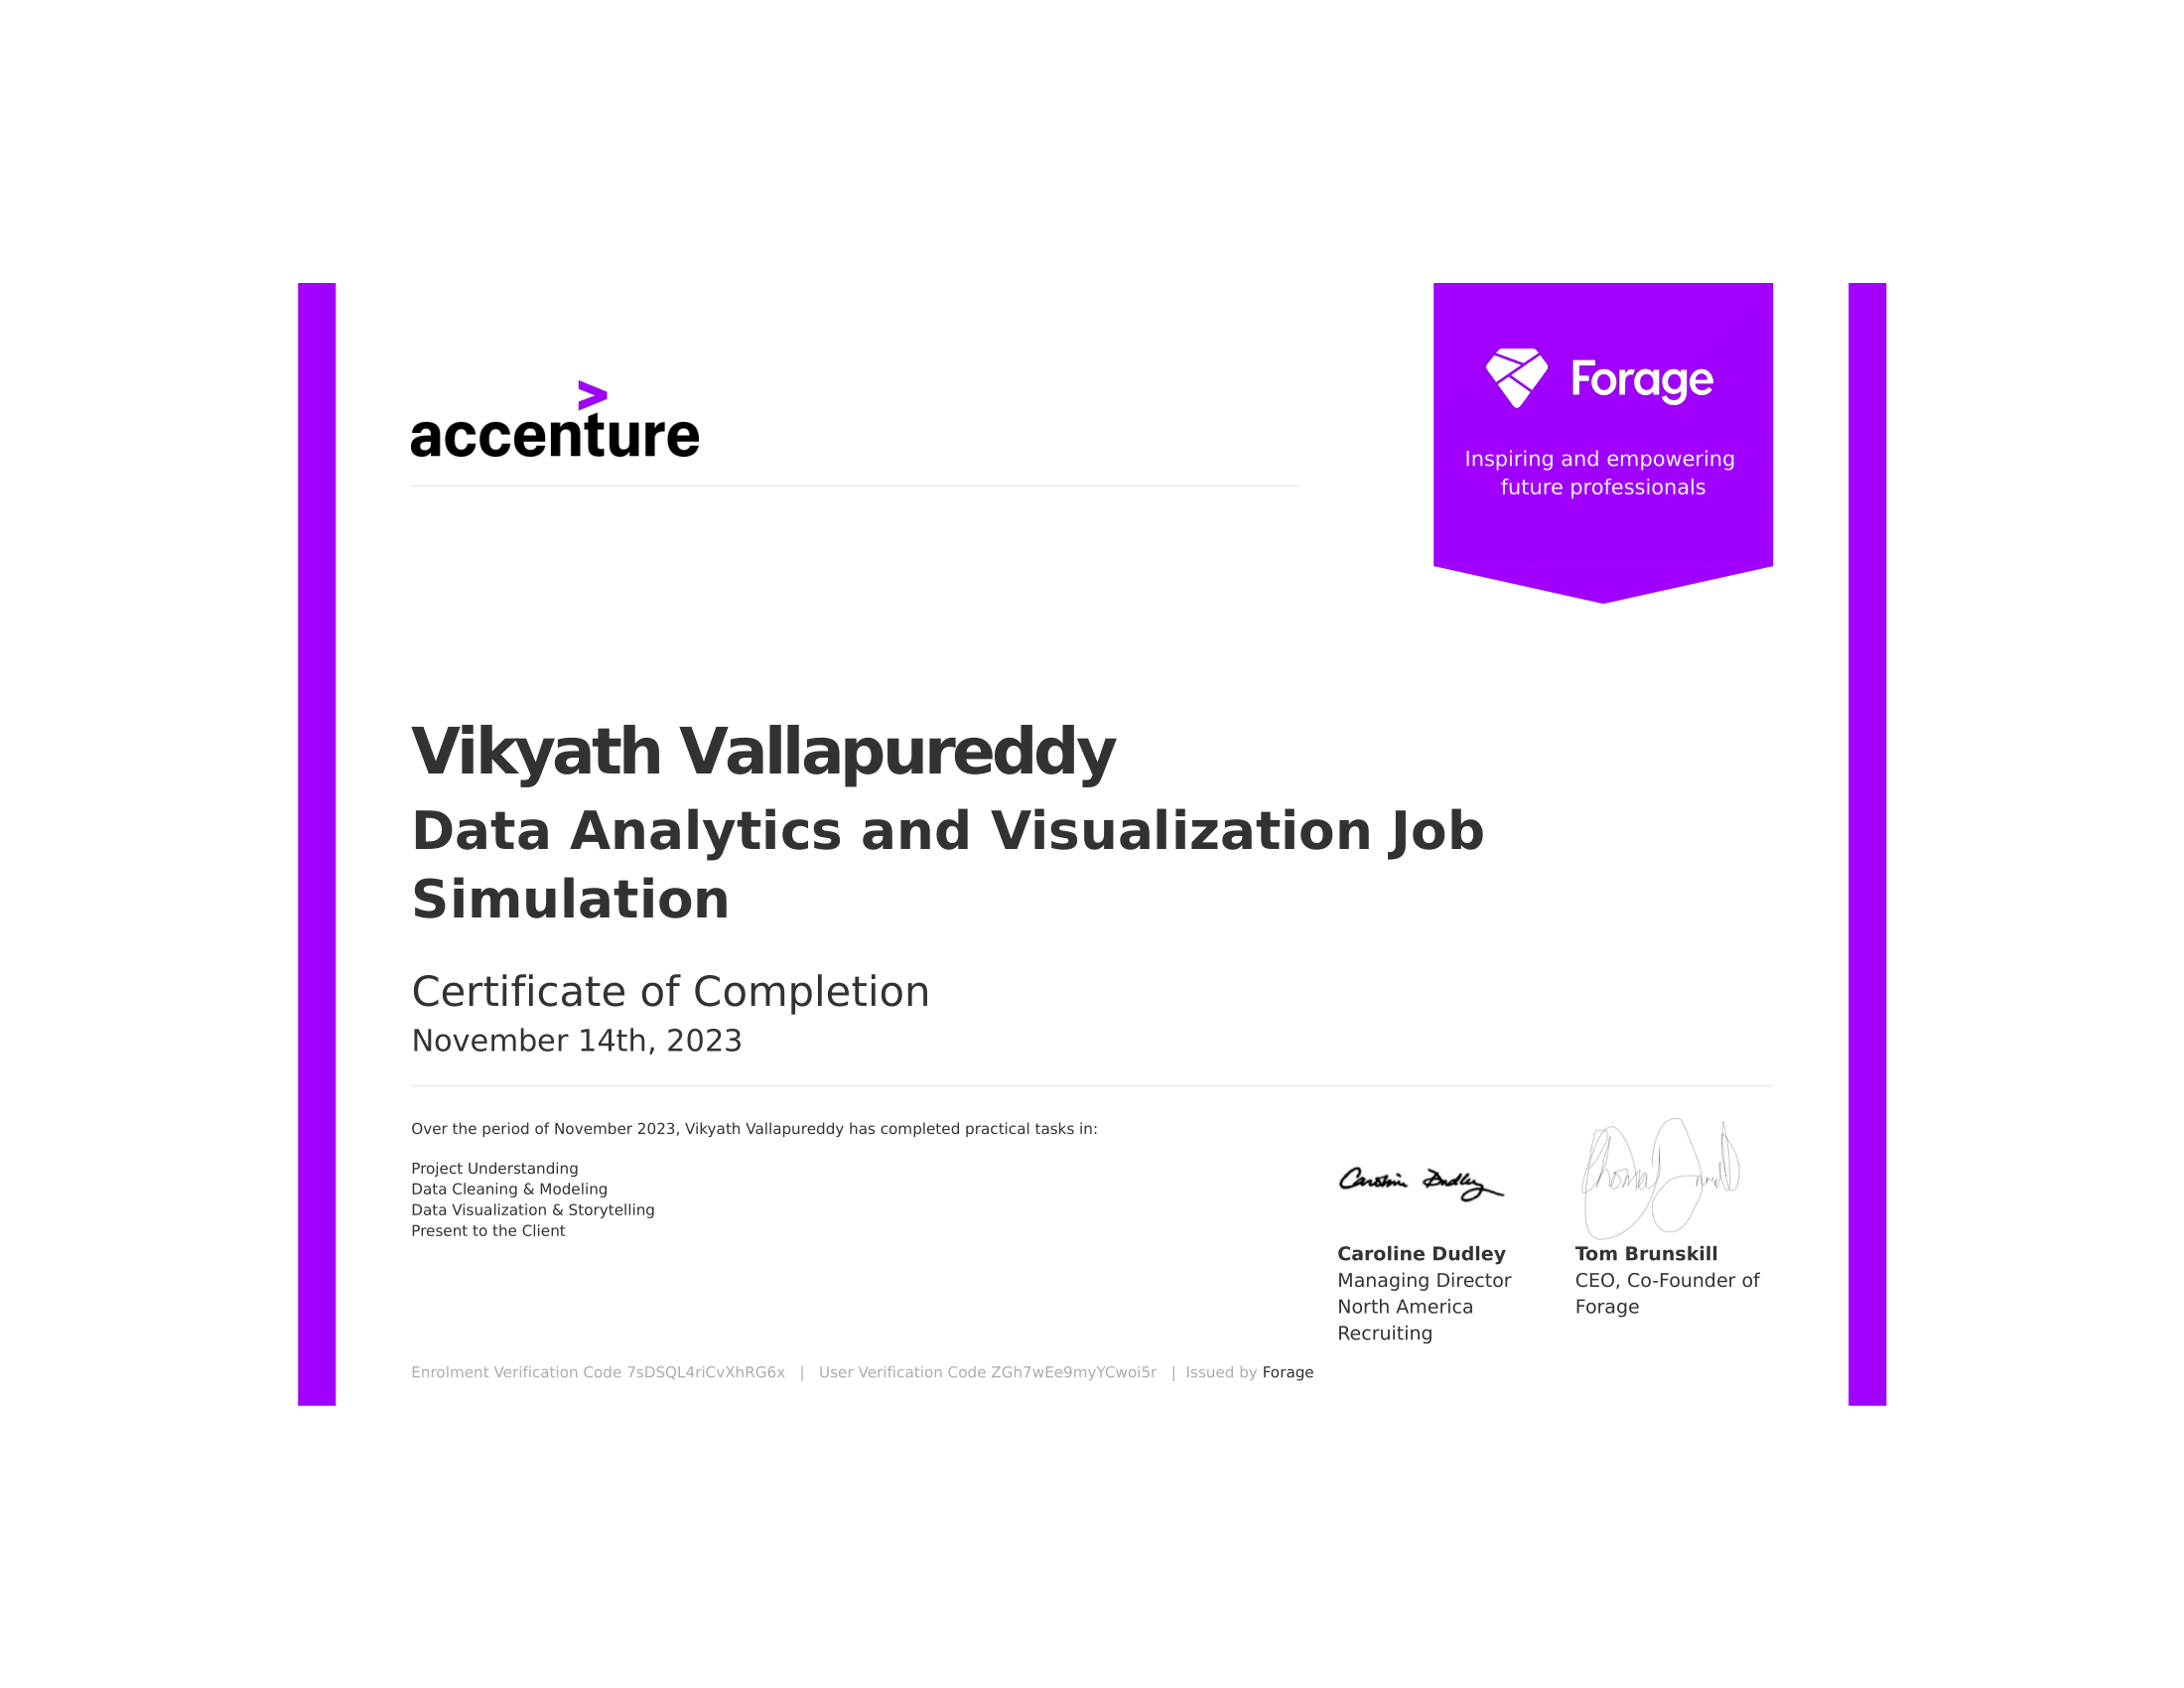 accenture
>
Forage
Inspiring and empowering
future professionals
Vikyath Vallapureddy
Data Analytics and Visualization Job
Simulation
Certificate of Completion
November 14th, 2023
Over the period of November 2023, Vikyath Vallapureddy has completed practical tasks in:
Project Understanding
Data Cleaning & Modeling
Data Visualization & Storytelling
Present to the Client
Caroline Dudley
Caroline Dudley
Managing Director
North America
Recruiting
Tom Brunskill
CEO, Co-Founder of
Forage
Enrolment Verification Code 7sDSQL4riCvXhRG6x | User Verification Code ZGh7wEe9myYCwoi5r | Issued by Forage